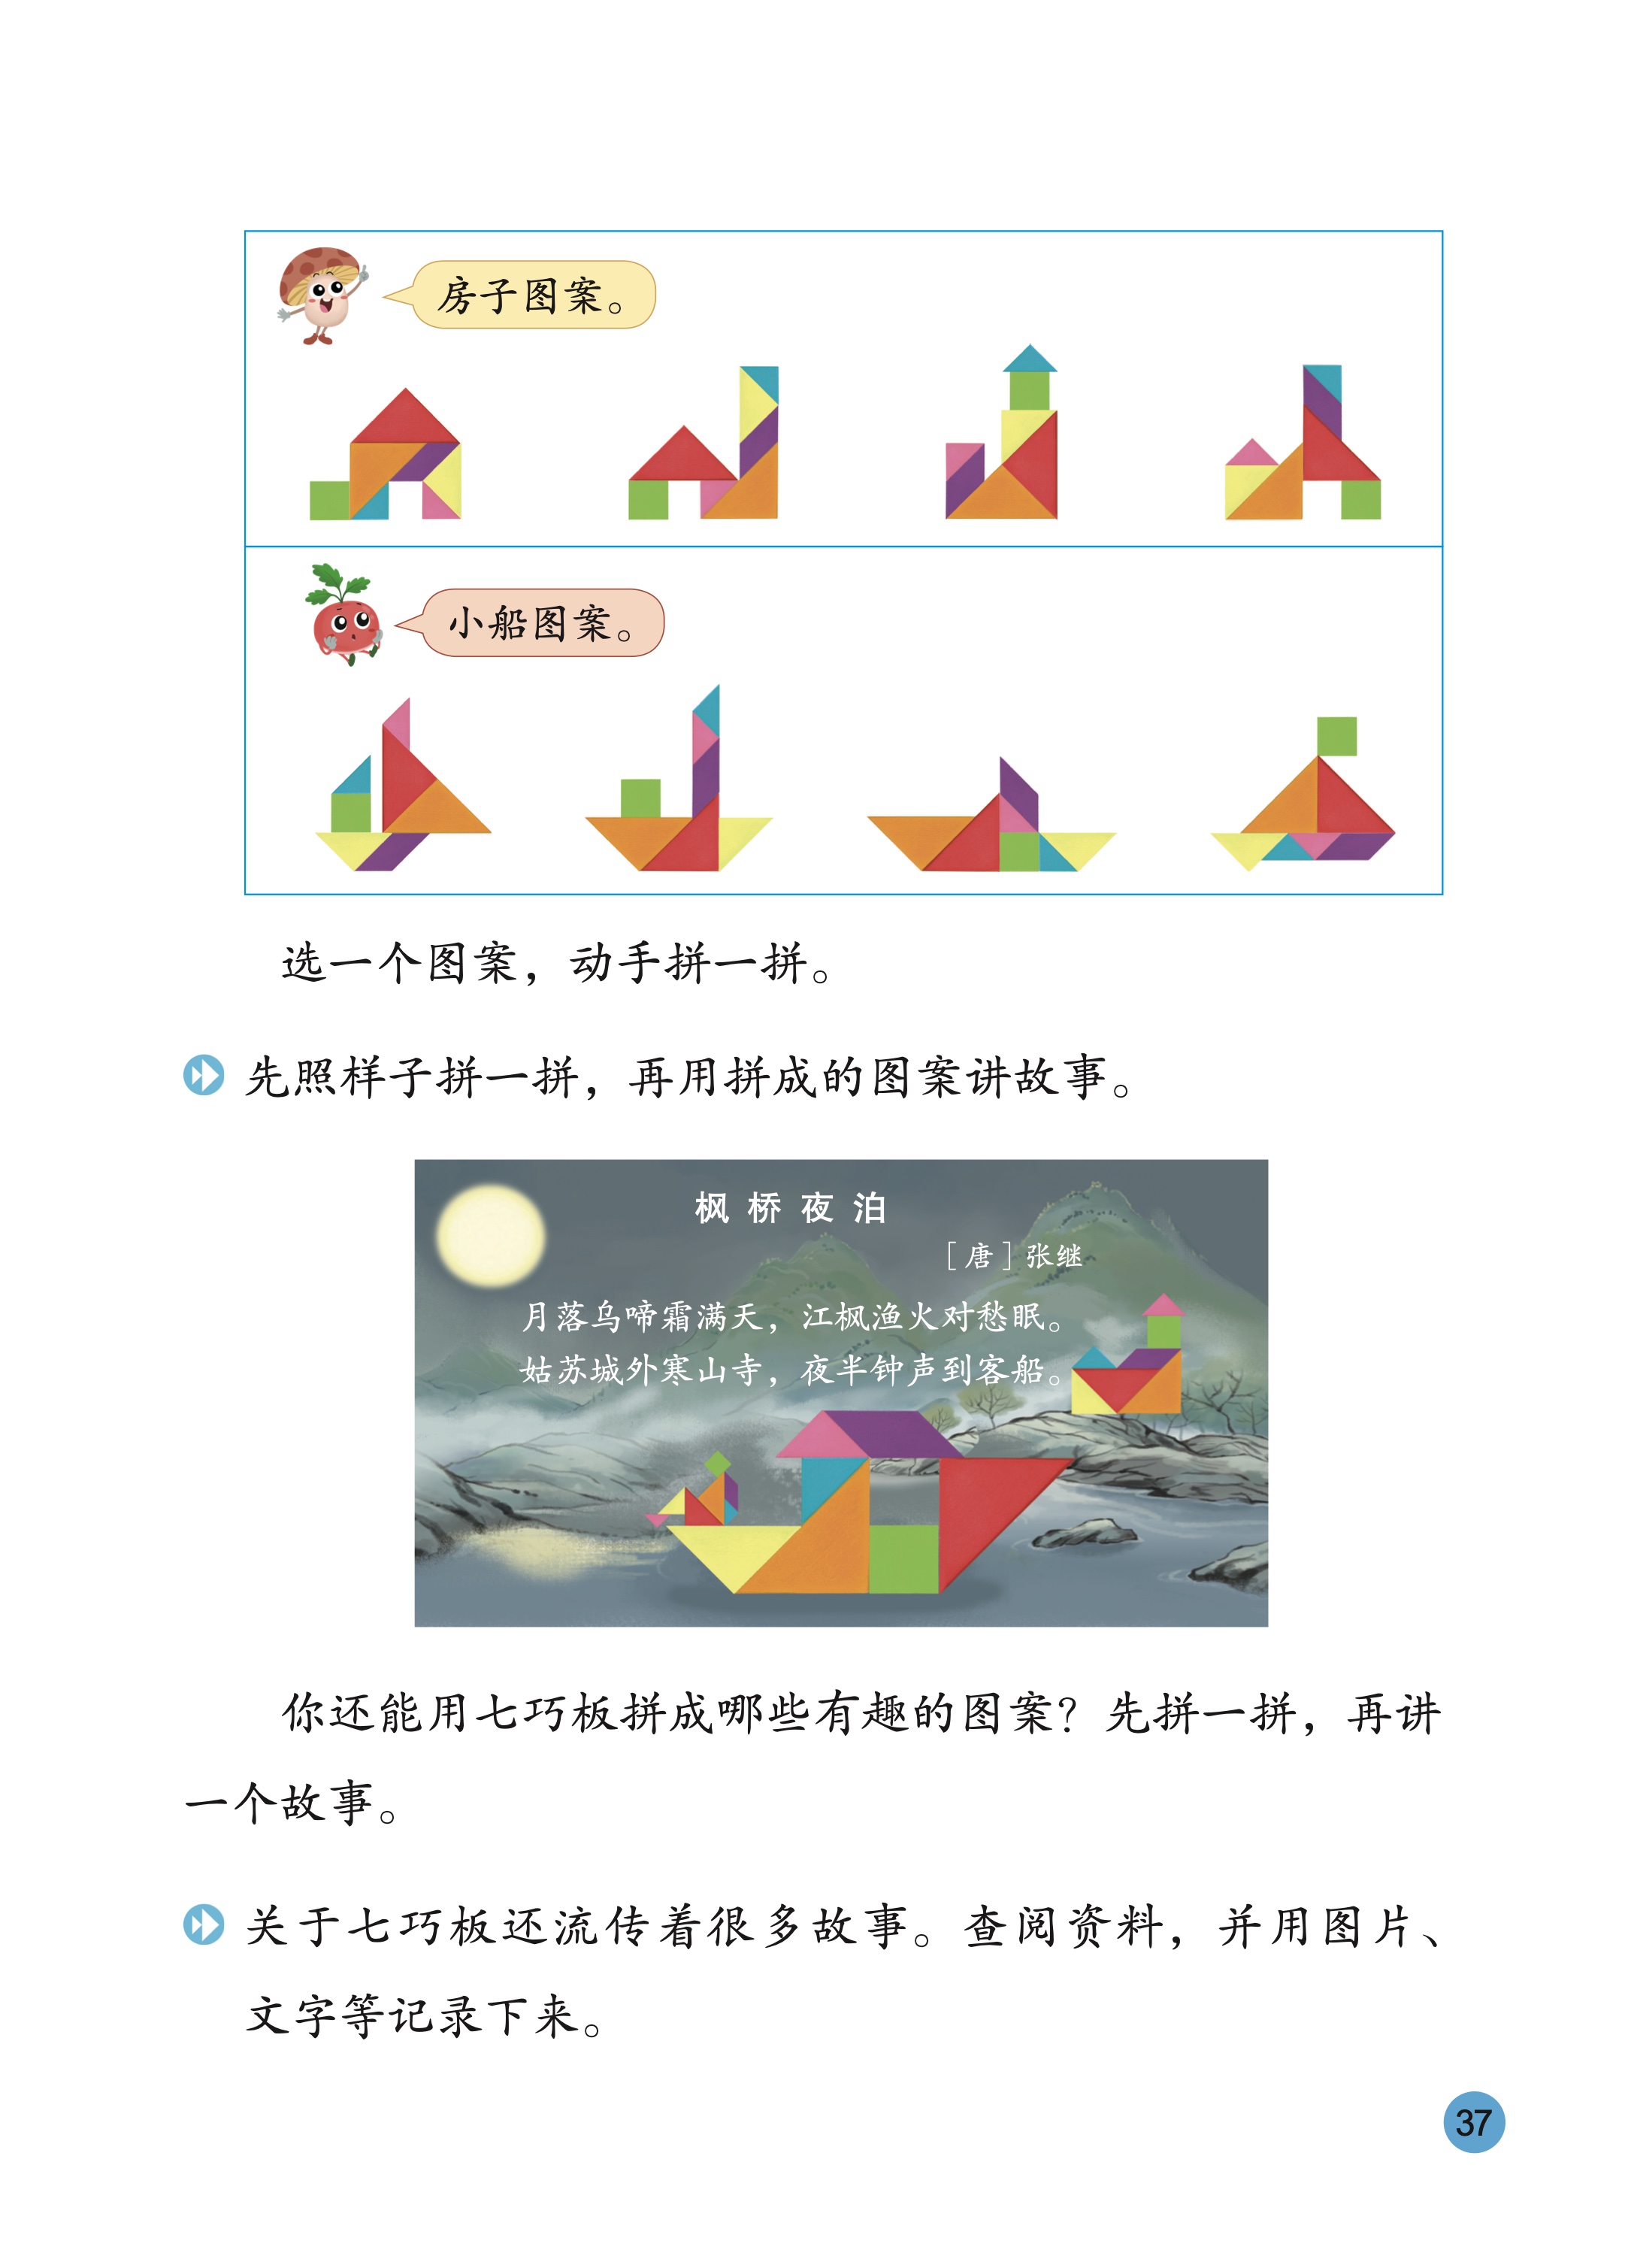 房子图案。
小船图案。
选一个图案，动手拼一拼。
先照样子拼一拼，再用拼成的图案讲故事。
枫桥夜泊
［唐］张继
月落乌啼霜满天，江枫渔火对愁眠。
姑苏城外寒山寺，夜半钟声到客船。
你还能用七巧板拼成哪些有趣的图案？先拼一拼，再讲
一个故事。
关于七巧板还流传着很多故事。查阅资料，并用图片、
文字等记录下来。
37